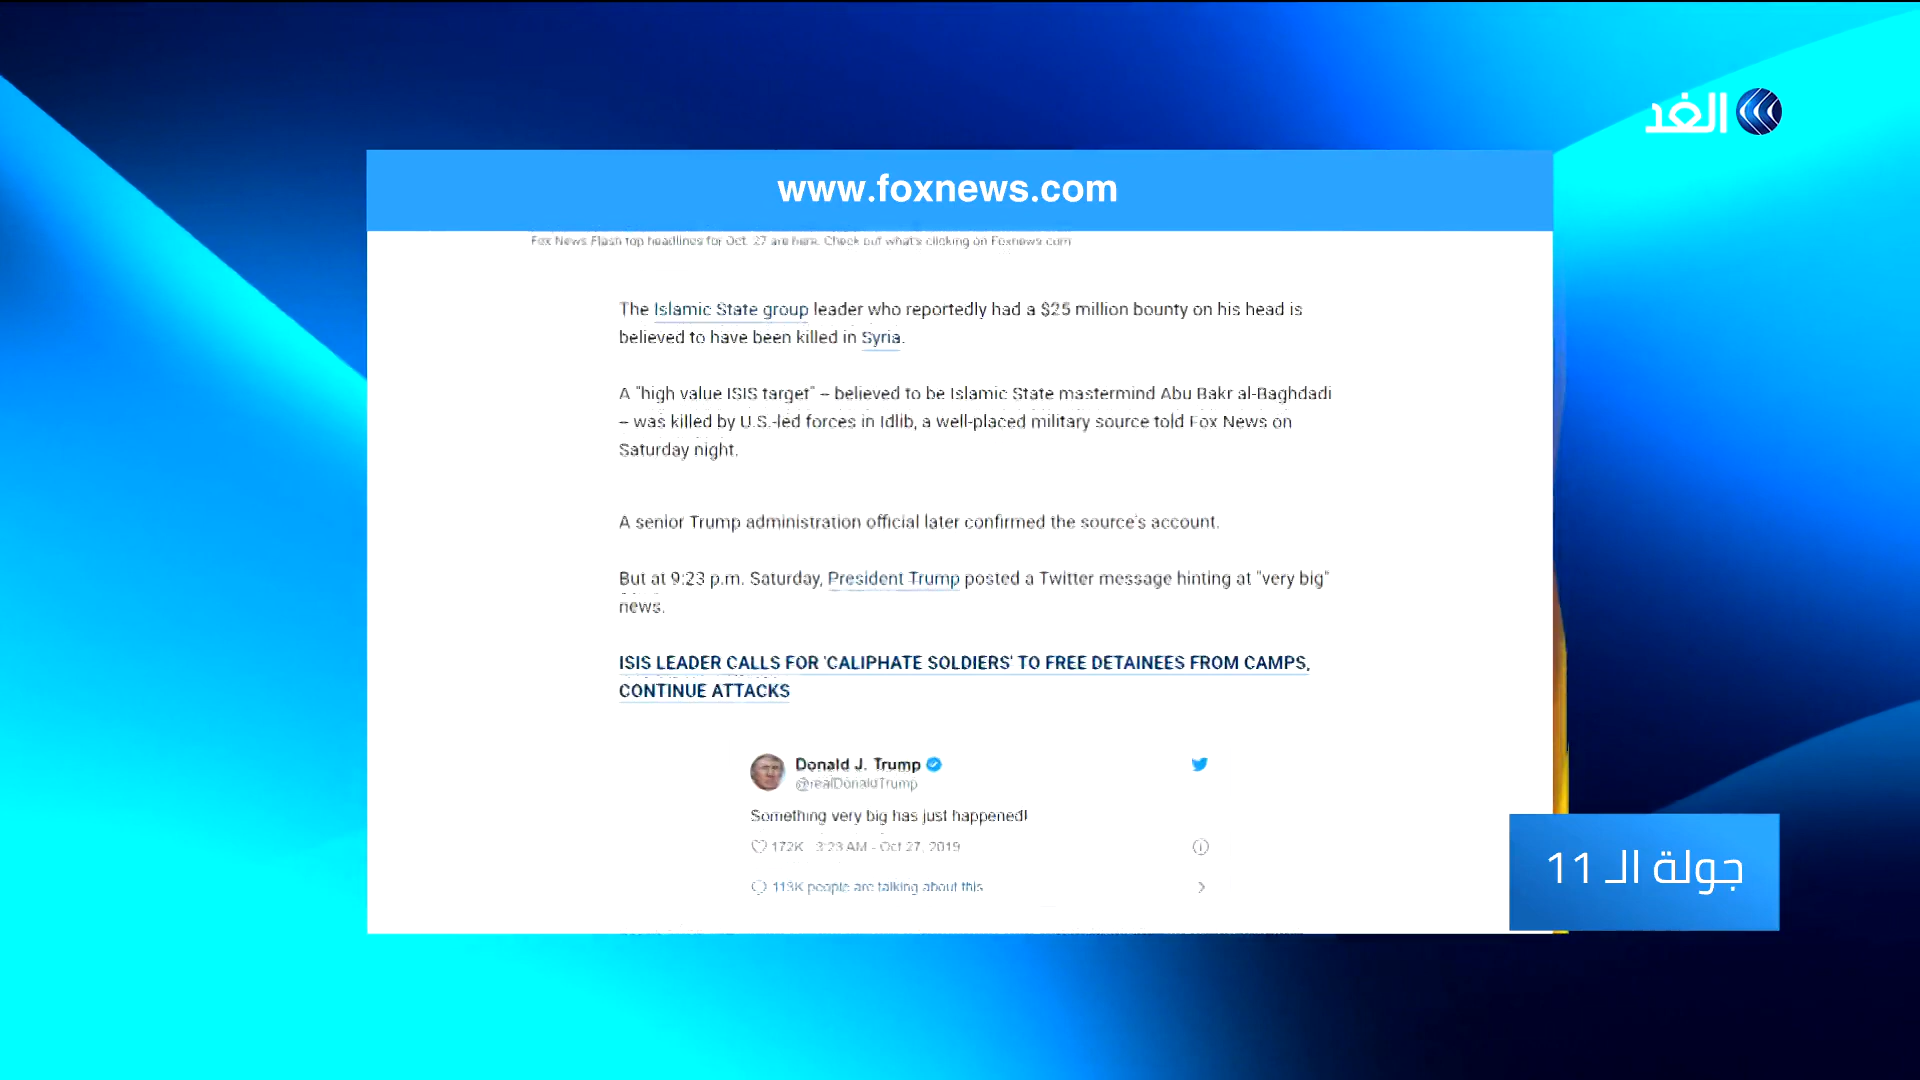 الغد
www.foxnews.com
Fox News Flash top headlines for Oct. 27 are here. Check out what's clicking on Foxnews.com
The Islamic State group leader who reportedly had a $25 million bounty on his head is
believed to have been killed in Syria.
A "high value ISIS target" – believed to be Islamic State mastermind Abu Bakr al-Baghdadi
– was killed by U.S.-led forces in Idlib, a well-placed military source told Fox News on
Saturday night.
A senior Trump administration official later confirmed the source's account.
But at 9:23 p.m. Saturday, President Trump posted a Twitter message hinting at "very big"
news.
ISIS LEADER CALLS FOR 'CALIPHATE SOLDIERS' TO FREE DETAINEES FROM CAMPS,
CONTINUE ATTACKS
Donald J. Trump
@realDonaldTrump
Something very big has just happened!
172K 3:23 AM - Oct 27, 2019
113K people are talking about this
جولة الـ 11